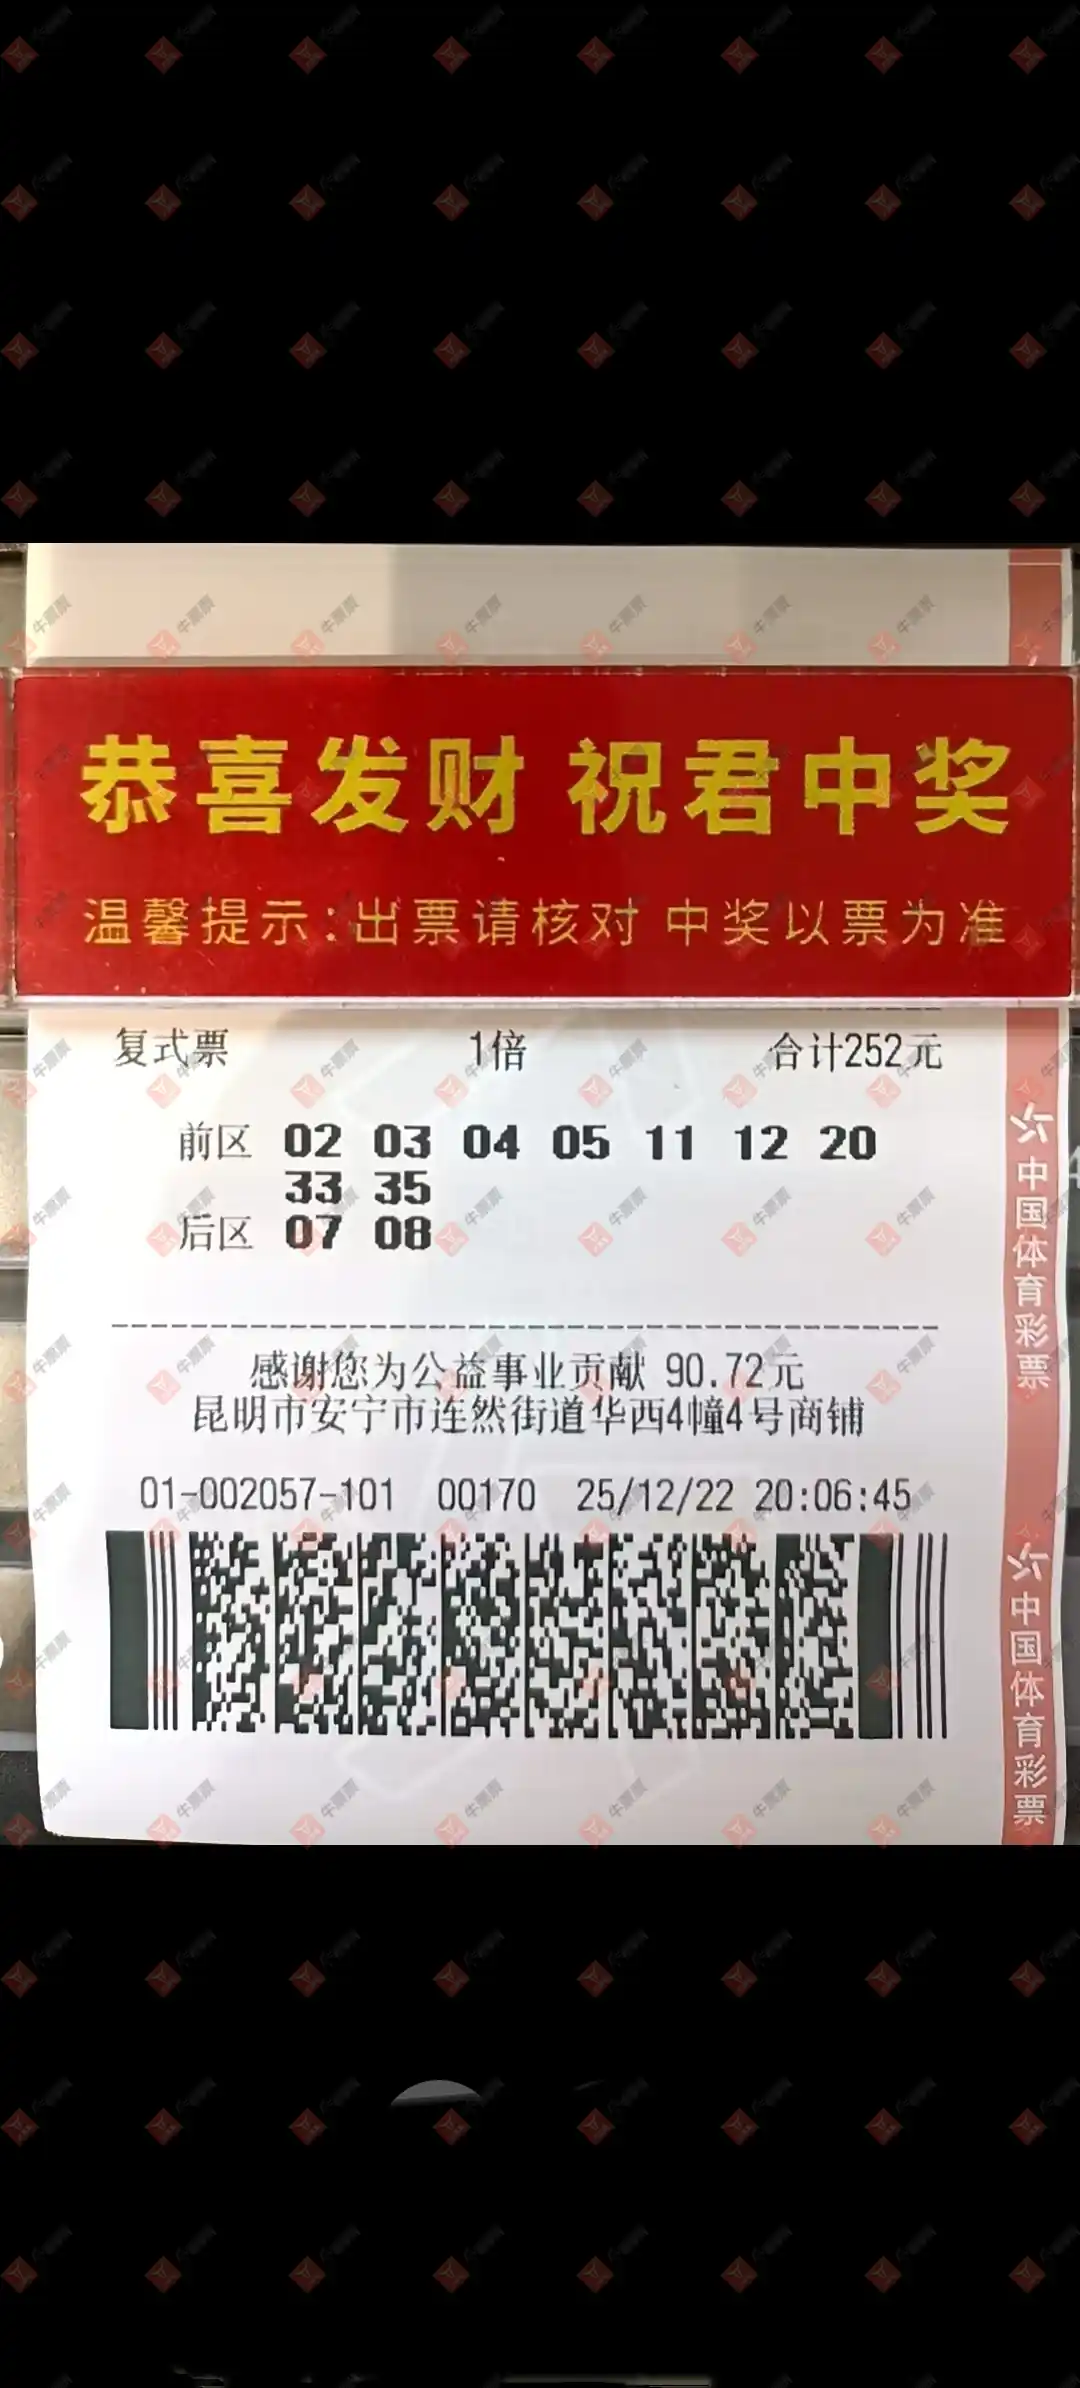 恭喜发财 祝君中奖
温馨提示:出票请核对 中奖以票为准
复式票 1倍 合计252元
前区 02 03 04 05 11 12 20
33 35
后区 07 08
感谢您为公益事业贡献 90.72元
昆明市安宁市连然街道华西4幢4号商铺
01-002057-101 00170 25/12/22 20:06:45
中国体育彩票
中国体育彩票
牛票票